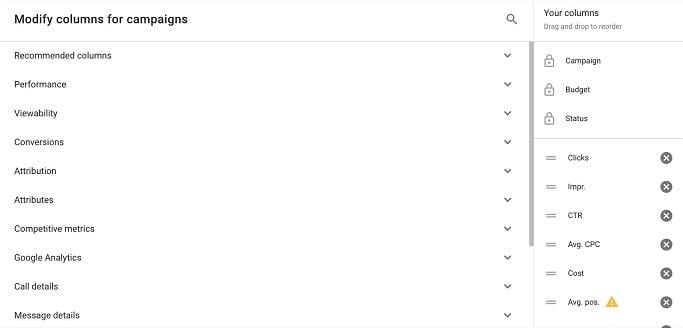 Modify columns for campaigns
Recommended columns
Performance
Viewability
Conversions
Attribution
Attributes
Competitive metrics
Google Analytics
Call details
Message details
Your columns
Drag and drop to reorder
Campaign
Budget
Status
Clicks
Impr.
CTR
Avg. CPC
Cost
Avg. pos.